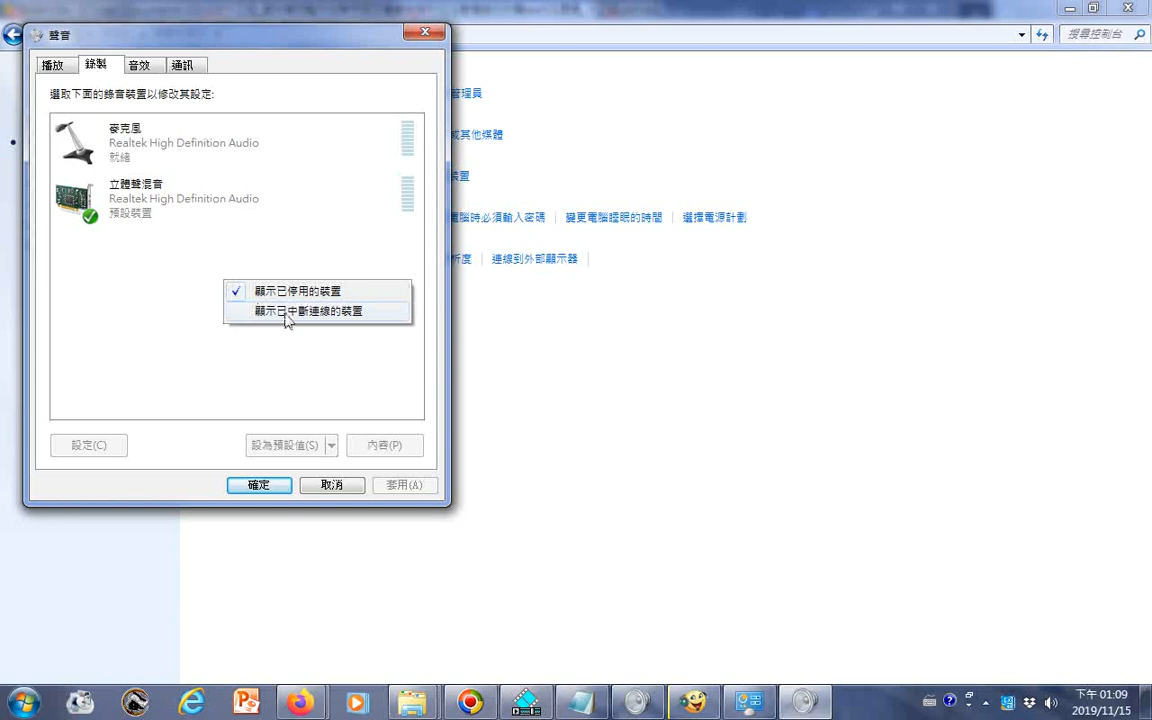 聲音
搜尋控制台
播放
錄製
音效
通訊
選取下面的錄音裝置以修改其設定:
管理員
麥克風
Realtek High Definition Audio
就緒
或其他媒體
立體聲混音
Realtek High Definition Audio
預設裝置
裝置
電腦時必須輸入密碼
變更電腦睡眠的時間
選擇電源計劃
析度
連線到外部顯示器
顯示已停用的裝置
顯示已中斷連線的裝置
設定(C)
設為預設值(S)
內容(P)
確定
取消
套用(A)
下午 01:09
2019/11/15